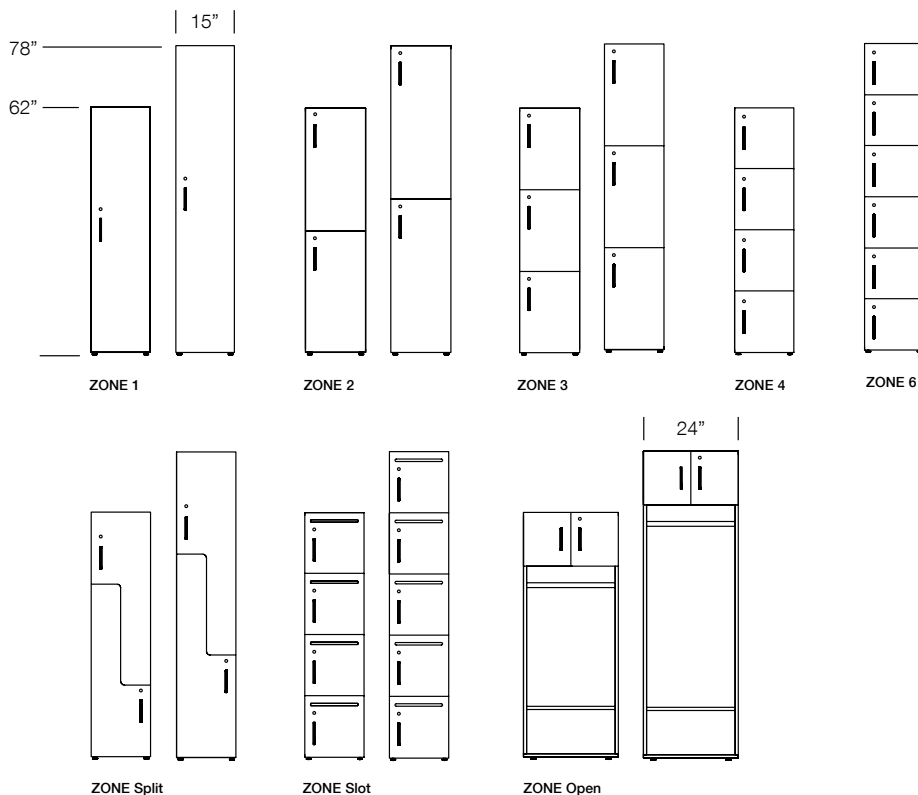 15”
78”
62”
ZONE 1
ZONE 2
ZONE 3
ZONE 4
ZONE 6
24”
ZONE Split
ZONE Slot
ZONE Open